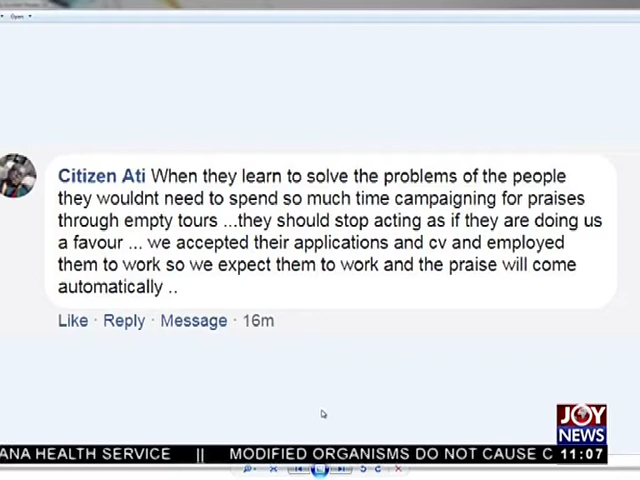 Open
Citizen Ati When they learn to solve the problems of the people
they wouldnt need to spend so much time campaigning for praises
through empty tours ...they should stop acting as if they are doing us
a favour ... we accepted their applications and cv and employed
them to work so we expect them to work and the praise will come
automatically ..
Like · Reply · Message · 16m
JOY
NEWS
ANA HEALTH SERVICE || MODIFIED ORGANISMS DO NOT CAUSE C
11:07